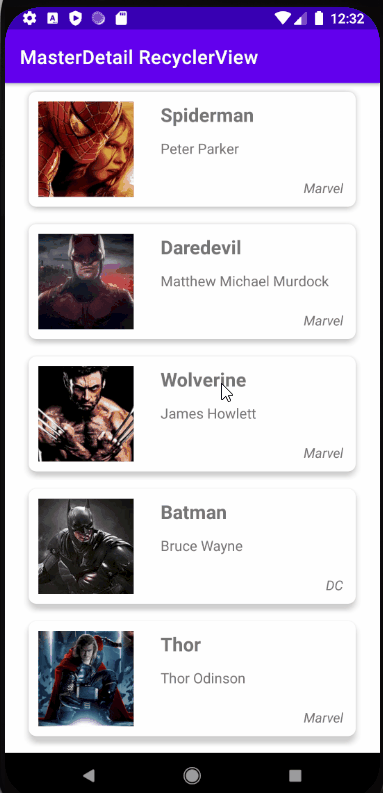 12:32
MasterDetail RecyclerView
Spiderman
Peter Parker
Marvel
Daredevil
Matthew Michael Murdock
Marvel
Wolverine
James Howlett
Marvel
Batman
Bruce Wayne
DC
Thor
Thor Odinson
Marvel